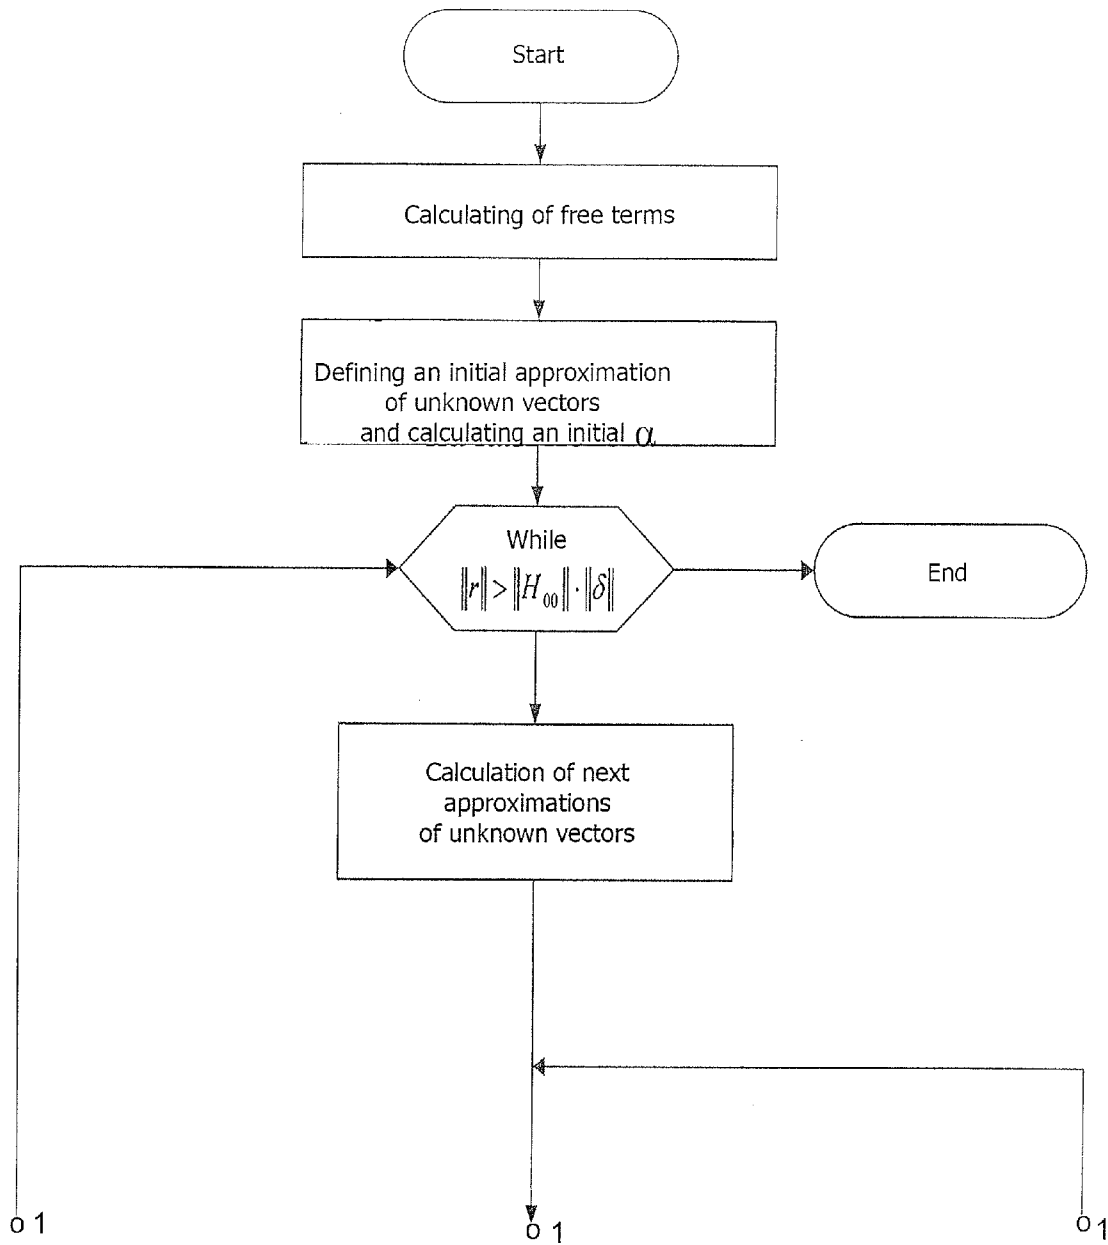 Start
Calculating of free terms
Defining an initial approximation
of unknown vectors
and calculating an initial α
While
‖r‖ > ‖H₀₀‖ · ‖δ‖
End
Calculation of next
approximations
of unknown vectors
o 1
o 1
o 1